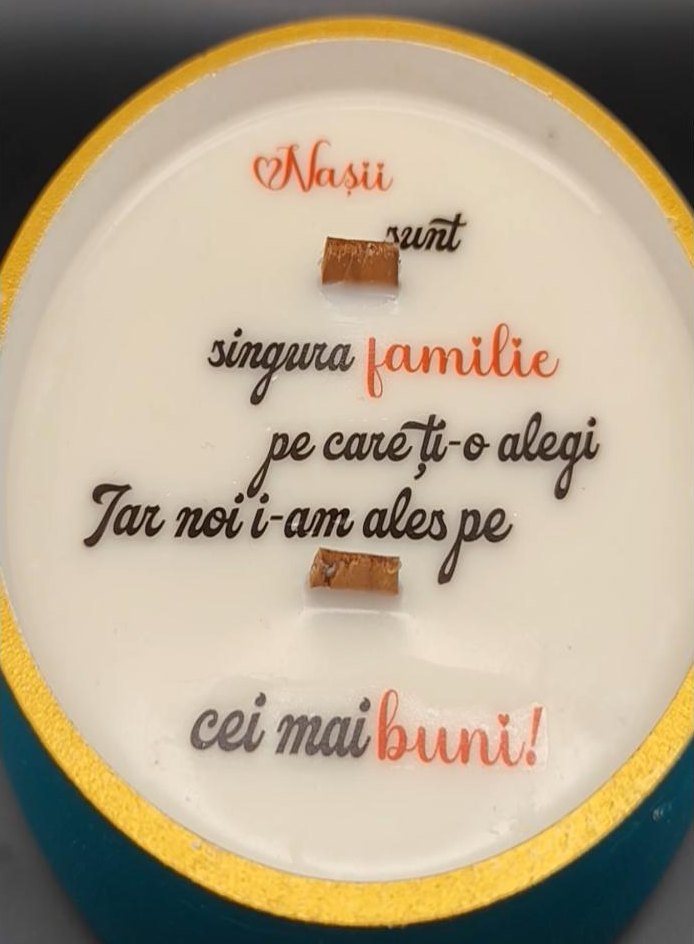 Nașii
sunt
singura familie
pe care ți-o alegi
Iar noi i-am ales pe
cei mai buni!